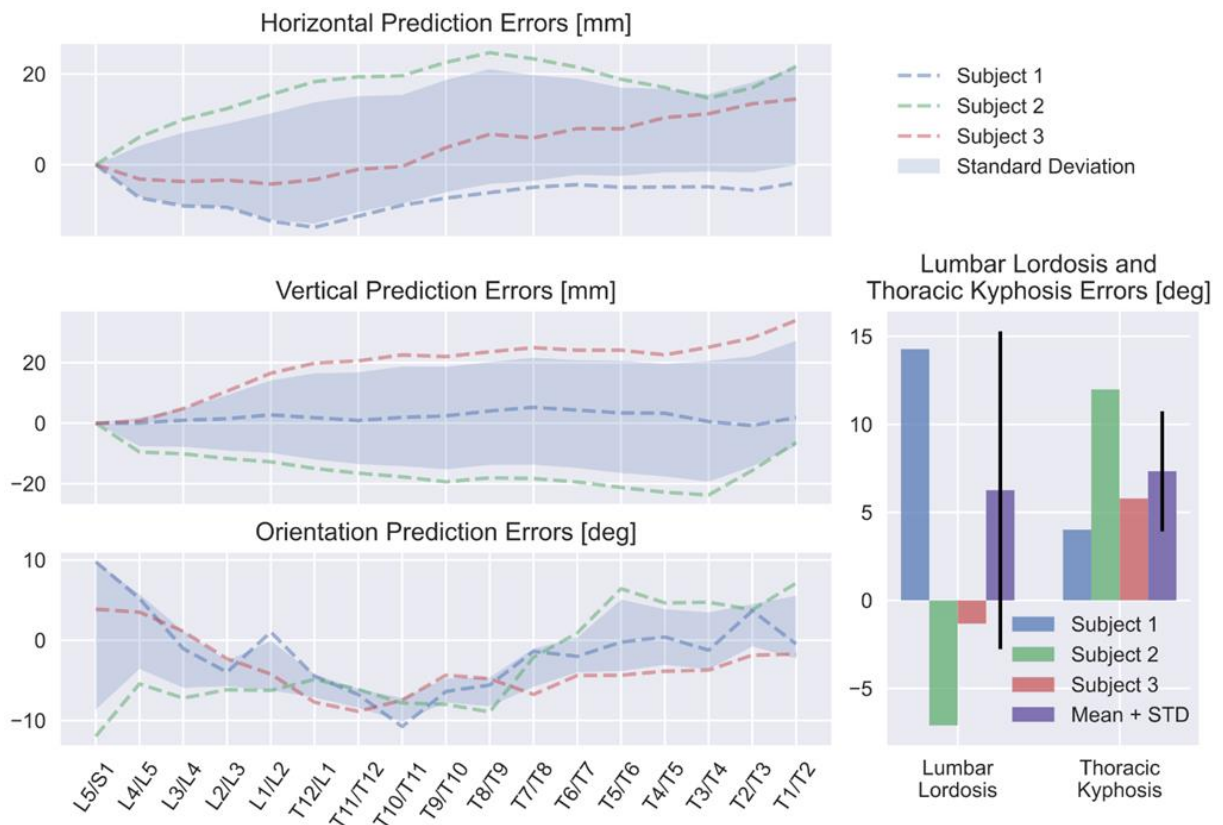 Horizontal Prediction Errors [mm]
20
0
Subject 1
Subject 2
Subject 3
Standard Deviation
Vertical Prediction Errors [mm]
20
0
−20
Orientation Prediction Errors [deg]
10
0
−10
L5/S1
L4/L5
L3/L4
L2/L3
L1/L2
T12/L1
T11/T12
T10/T11
T9/T10
T8/T9
T7/T8
T6/T7
T5/T6
T4/T5
T3/T4
T2/T3
T1/T2
Lumbar Lordosis and
Thoracic Kyphosis Errors [deg]
15
10
5
0
−5
Subject 1
Subject 2
Subject 3
Mean + STD
Lumbar
Lordosis
Thoracic
Kyphosis